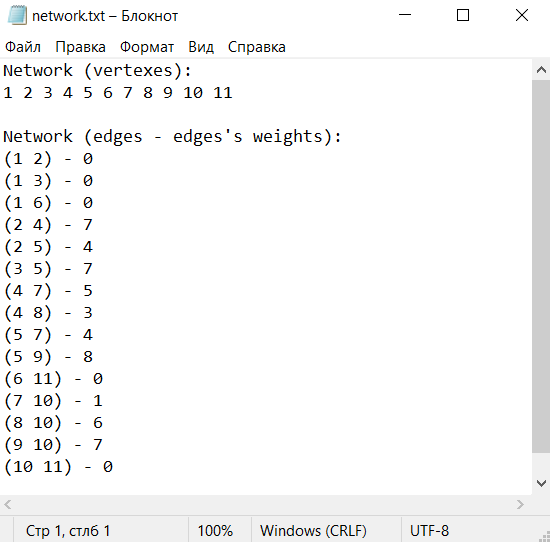 network.txt – Блокнот
Файл Правка Формат Вид Справка
Network (vertexes):
1 2 3 4 5 6 7 8 9 10 11
Network (edges - edges's weights):
(1 2) - 0
(1 3) - 0
(1 6) - 0
(2 4) - 7
(2 5) - 4
(3 5) - 7
(4 7) - 5
(4 8) - 3
(5 7) - 4
(5 9) - 8
(6 11) - 0
(7 10) - 1
(8 10) - 6
(9 10) - 7
(10 11) - 0
Стр 1, стлб 1 100% Windows (CRLF) UTF-8